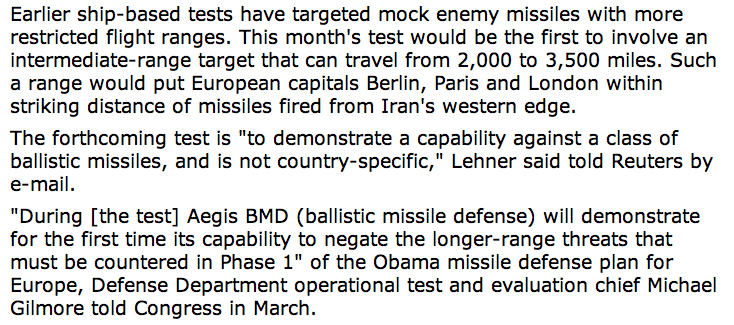 Earlier ship-based tests have targeted mock enemy missiles with more
restricted flight ranges. This month's test would be the first to involve an
intermediate-range target that can travel from 2,000 to 3,500 miles. Such
a range would put European capitals Berlin, Paris and London within
striking distance of missiles fired from Iran's western edge.
The forthcoming test is "to demonstrate a capability against a class of
ballistic missiles, and is not country-specific," Lehner said told Reuters by
e-mail.
"During [the test] Aegis BMD (ballistic missile defense) will demonstrate
for the first time its capability to negate the longer-range threats that
must be countered in Phase 1" of the Obama missile defense plan for
Europe, Defense Department operational test and evaluation chief Michael
Gilmore told Congress in March.